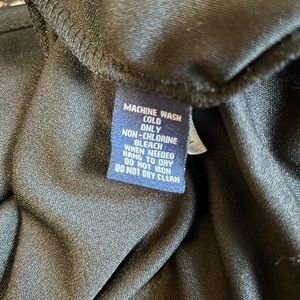 MACHINE WASH
COLD
ONLY
NON-CHLORINE
BLEACH
WHEN NEEDED
HANG TO DRY
DO NOT IRON
DO NOT DRY CLEAN